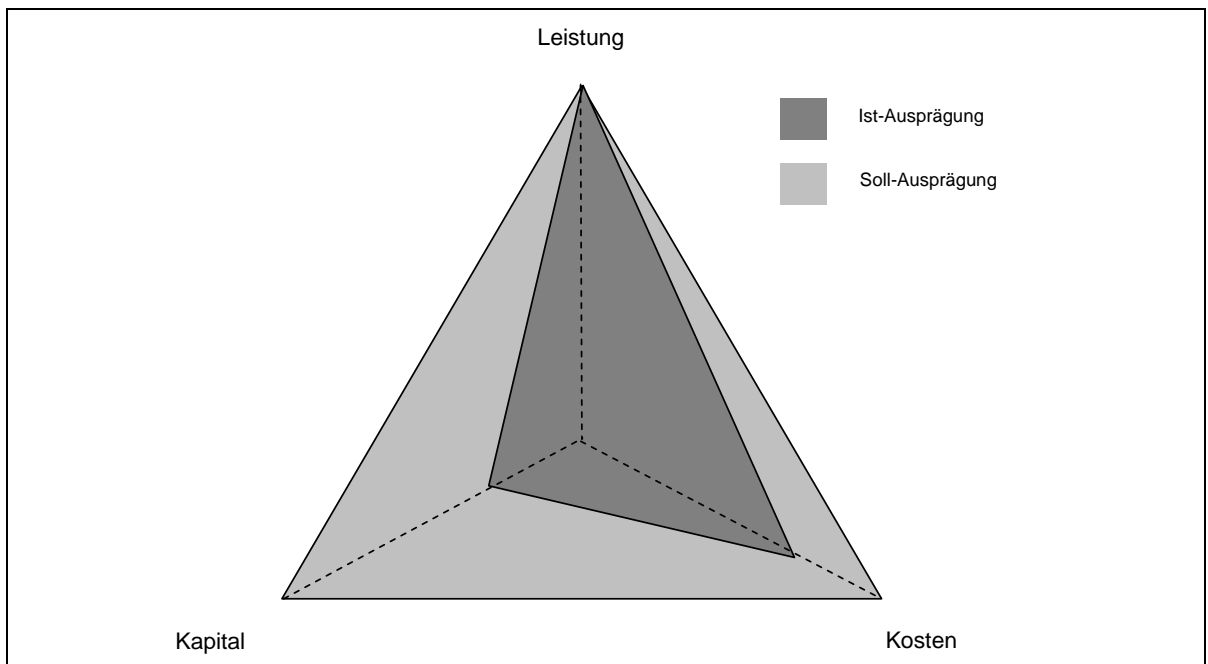 Leistung
Ist-Ausprägung
Soll-Ausprägung
Kapital
Kosten